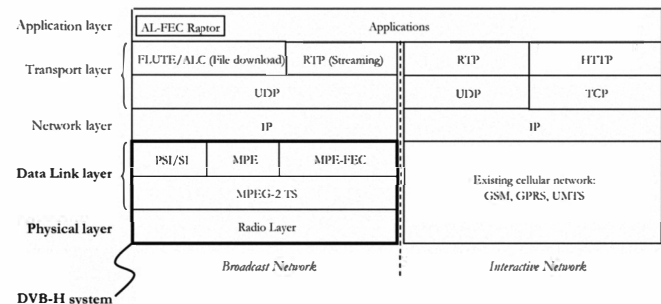 Application layer
AL-FEC Raptor
Applications
Transport layer
FLUTE/ALC (File download)
RTP (Streaming)
RTP
HTTP
UDP
UDP
TCP
Network layer
IP
IP
Data Link layer
PSI/SI
MPE
MPE-FEC
MPEG-2 TS
Existing cellular network:
GSM, GPRS, UMTS
Physical layer
Radio Layer
Broadcast Network
Interactive Network
DVB-H system